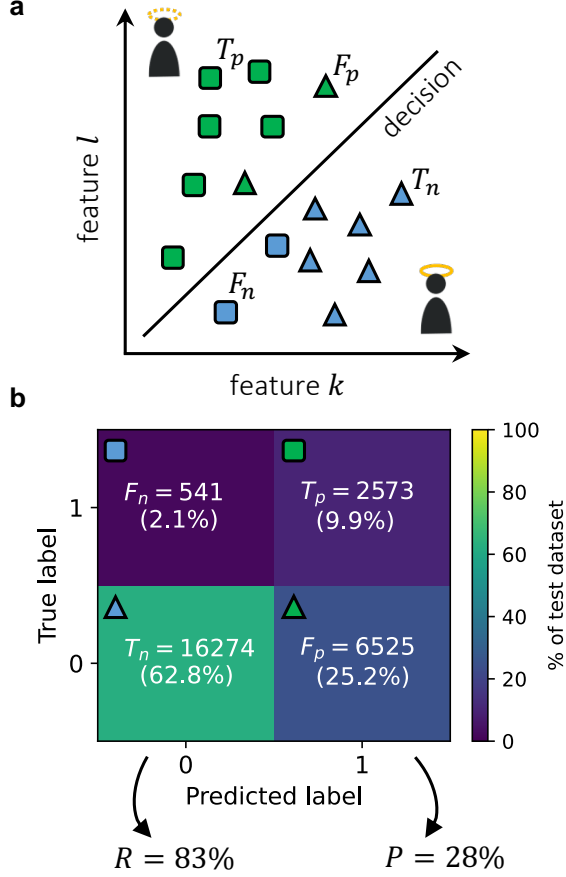 a
T_p
F_p
decision
feature l
T_n
F_n
feature k
b
F_n = 541
(2.1%)
T_p = 2573
(9.9%)
T_n = 16274
(62.8%)
F_p = 6525
(25.2%)
True label
1
0
0
1
Predicted label
100
80
60
40
20
0
% of test dataset
R = 83%
P = 28%